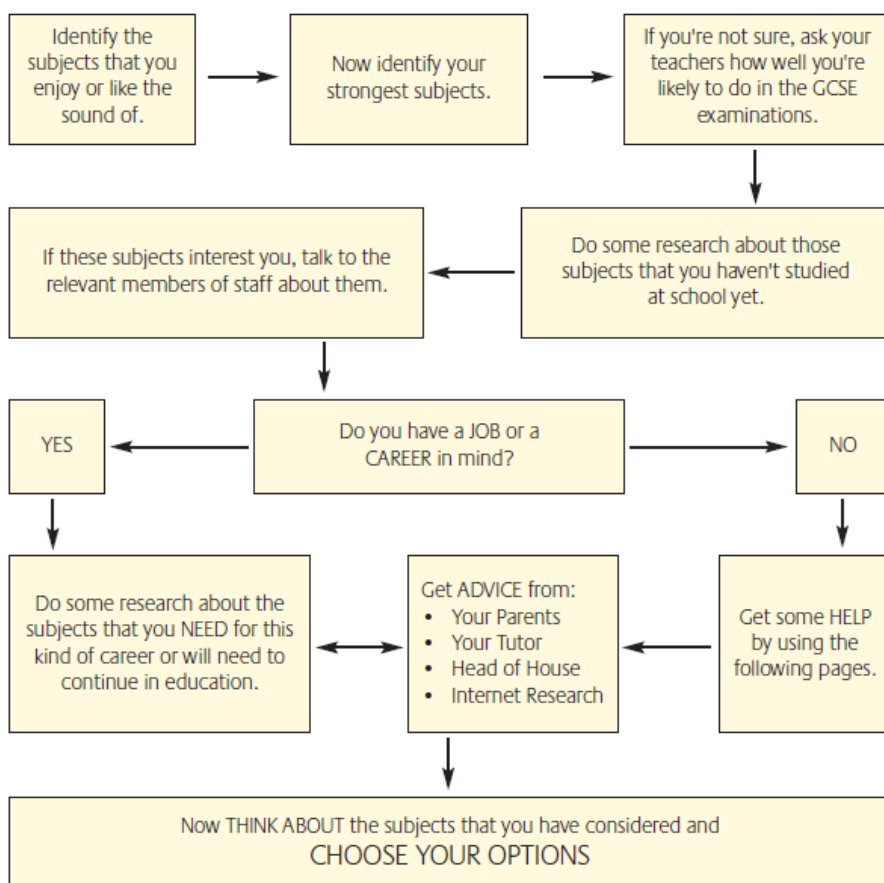 Identify the
subjects that you
enjoy or like the
sound of.
Now identify your
strongest subjects.
If you're not sure, ask your
teachers how well you're
likely to do in the GCSE
examinations.
Do some research about those
subjects that you haven't studied
at school yet.
If these subjects interest you, talk to the
relevant members of staff about them.
Do you have a JOB or a
CAREER in mind?
YES
NO
Do some research about the
subjects that you NEED for this
kind of career or will need to
continue in education.
Get ADVICE from:
• Your Parents
• Your Tutor
• Head of House
• Internet Research
Get some HELP
by using the
following pages.
Now THINK ABOUT the subjects that you have considered and
CHOOSE YOUR OPTIONS